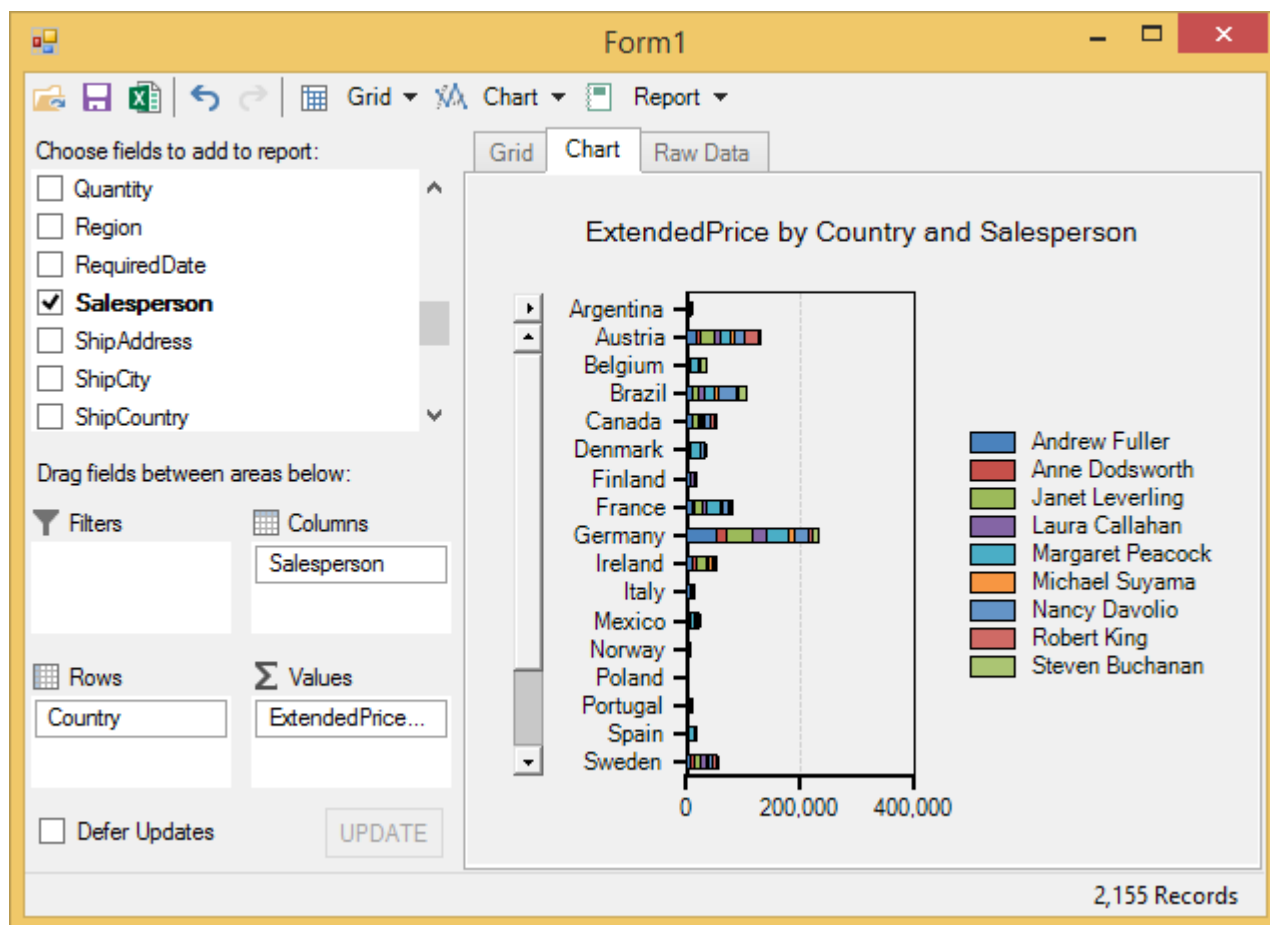 Form1
Grid Chart Report
Choose fields to add to report:
Quantity
Region
RequiredDate
Salesperson
ShipAddress
ShipCity
ShipCountry
Drag fields between areas below:
Filters
Columns
Salesperson
Rows
Values
Country
ExtendedPrice...
Defer Updates
UPDATE
Grid Chart Raw Data
ExtendedPrice by Country and Salesperson
Argentina
Austria
Belgium
Brazil
Canada
Denmark
Finland
France
Germany
Ireland
Italy
Mexico
Norway
Poland
Portugal
Spain
Sweden
0 200,000 400,000
Andrew Fuller
Anne Dodsworth
Janet Leverling
Laura Callahan
Margaret Peacock
Michael Suyama
Nancy Davolio
Robert King
Steven Buchanan
2,155 Records